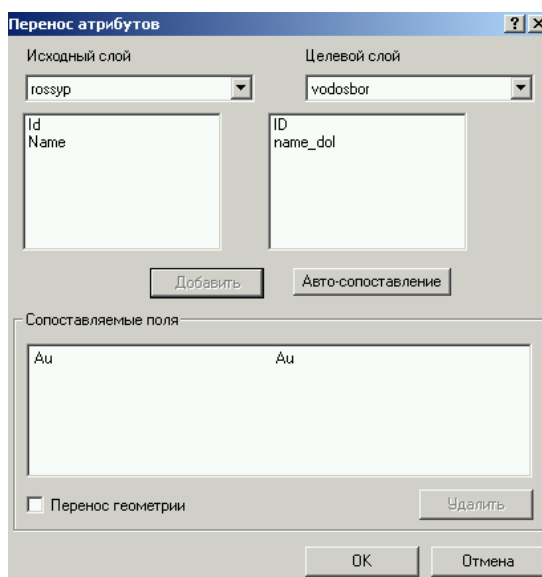 Перенос атрибутов
Исходный слой Целевой слой
rossyp vodosbor
Id ID
Name name_dol
Добавить Авто-сопоставление
Сопоставляемые поля
Au Au
Перенос геометрии Удалить
OK Отмена